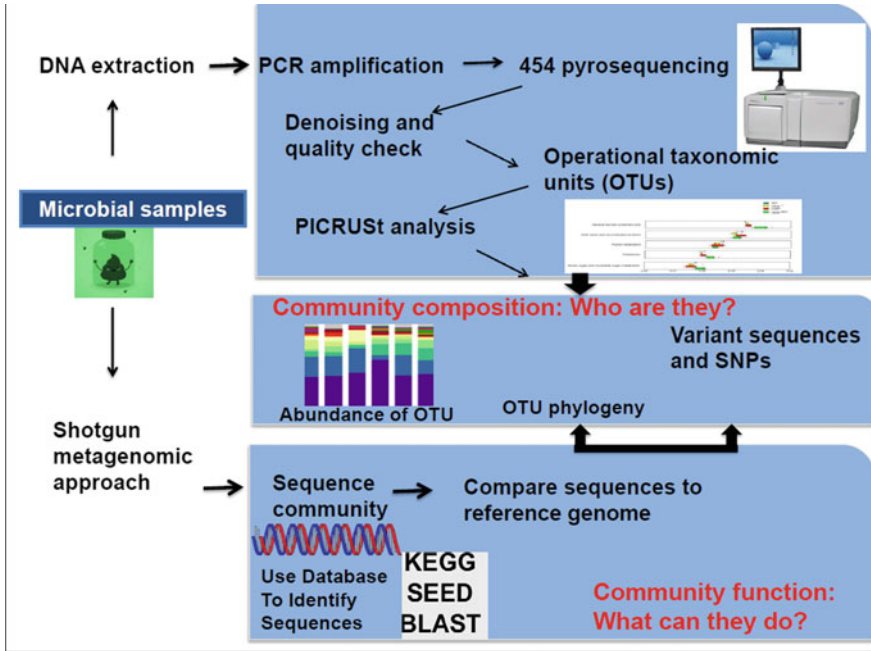 DNA extraction
PCR amplification
454 pyrosequencing
Denoising and
quality check
Operational taxonomic
units (OTUs)
Microbial samples
PICRUSt analysis
Community composition: Who are they?
Variant sequences
and SNPs
Abundance of OTU
OTU phylogeny
Shotgun
metagenomic
approach
Sequence
community
Compare sequences to
reference genome
Use Database
To Identify
Sequences
KEGG
SEED
BLAST
Community function:
What can they do?